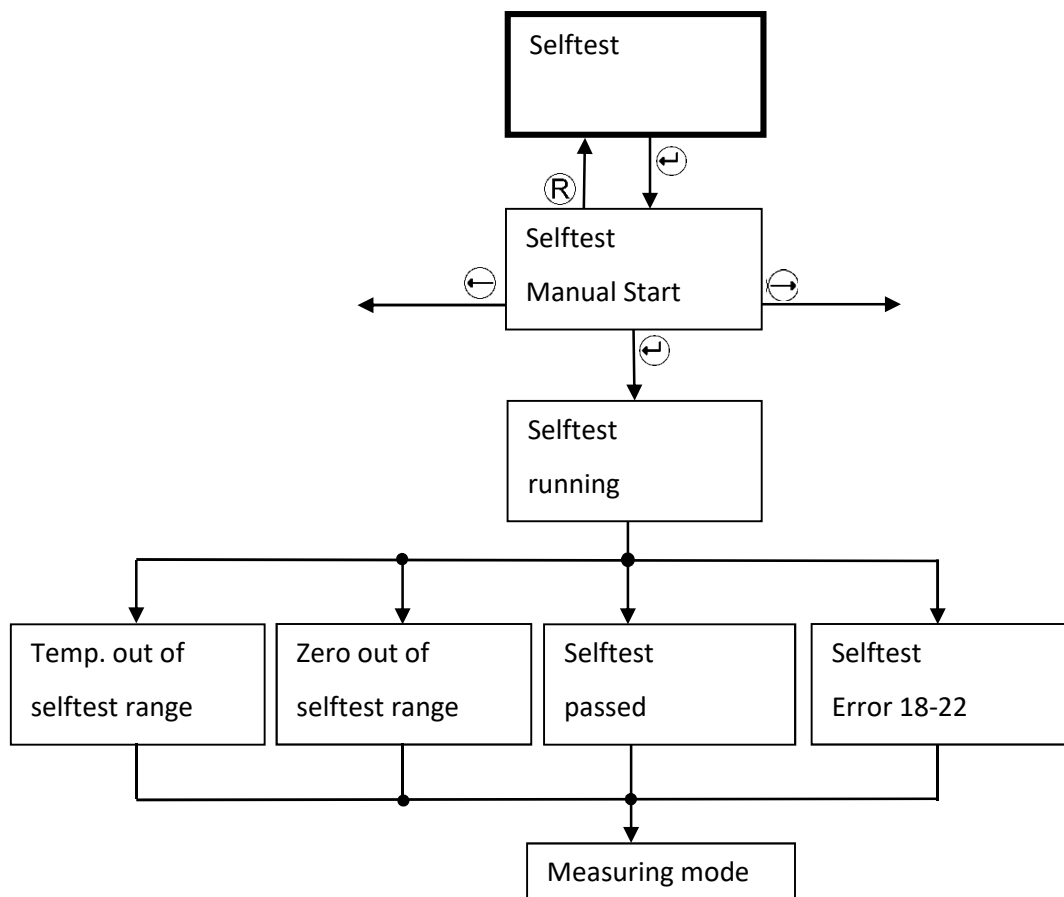 Selftest
R
Selftest
Manual Start
Selftest
running
Temp. out of
selftest range
Zero out of
selftest range
Selftest
passed
Selftest
Error 18-22
Measuring mode